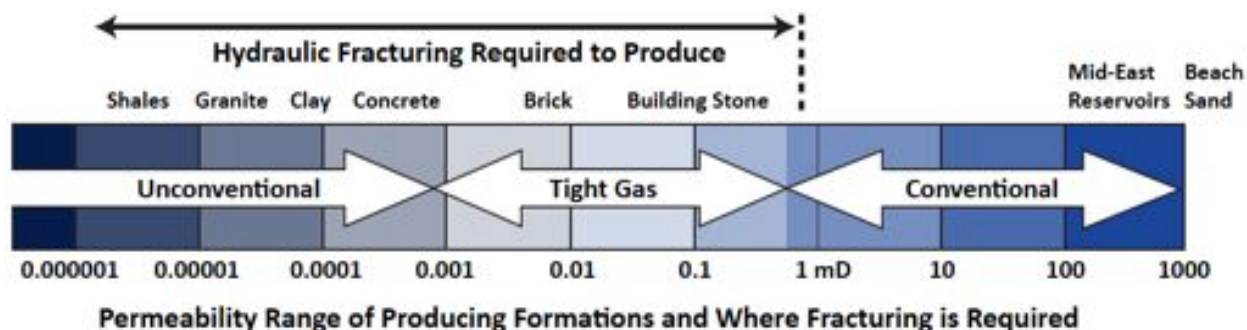 Hydraulic Fracturing Required to Produce
Mid-East Beach
Shales Granite Clay Concrete Brick Building Stone Reservoirs Sand
Unconventional Tight Gas Conventional
0.000001 0.00001 0.0001 0.001 0.01 0.1 1 mD 10 100 1000
Permeability Range of Producing Formations and Where Fracturing is Required